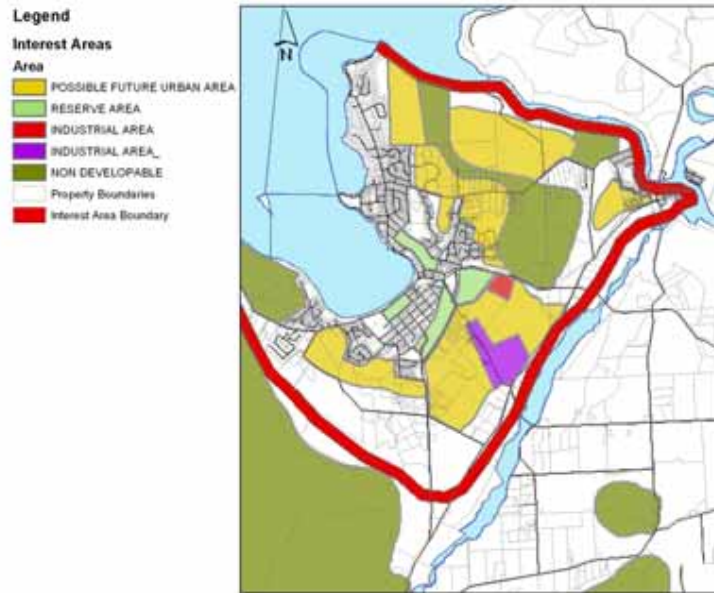 Legend
Interest Areas
Area
POSSIBLE FUTURE URBAN AREA
RESERVE AREA
INDUSTRIAL AREA
INDUSTRIAL AREA_
NON DEVELOPABLE
Property Boundaries
Interest Area Boundary
N